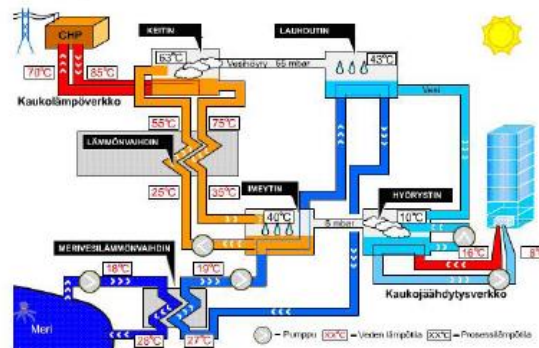 KEITIN
LAUHDUTIN
CHP
63°C
Vesihöyry 55 mbar
43°C
70°C
85°C
Kaukolämpöverkko
Vesi
55°C
75°C
LÄMMÖNVAIHDIN
25°C
35°C
IMEYTIN
HÖYRYSTIN
40°C
10°C
5 mbar
MERIVESILÄMMÖNVAIHDIN
16°C
8°C
18°C
19°C
Kaukojäähdytysverkko
Meri
28°C
27°C
= Pumppu
XX°C = Veden lämpötila
XX°C = Prosessilämpötila